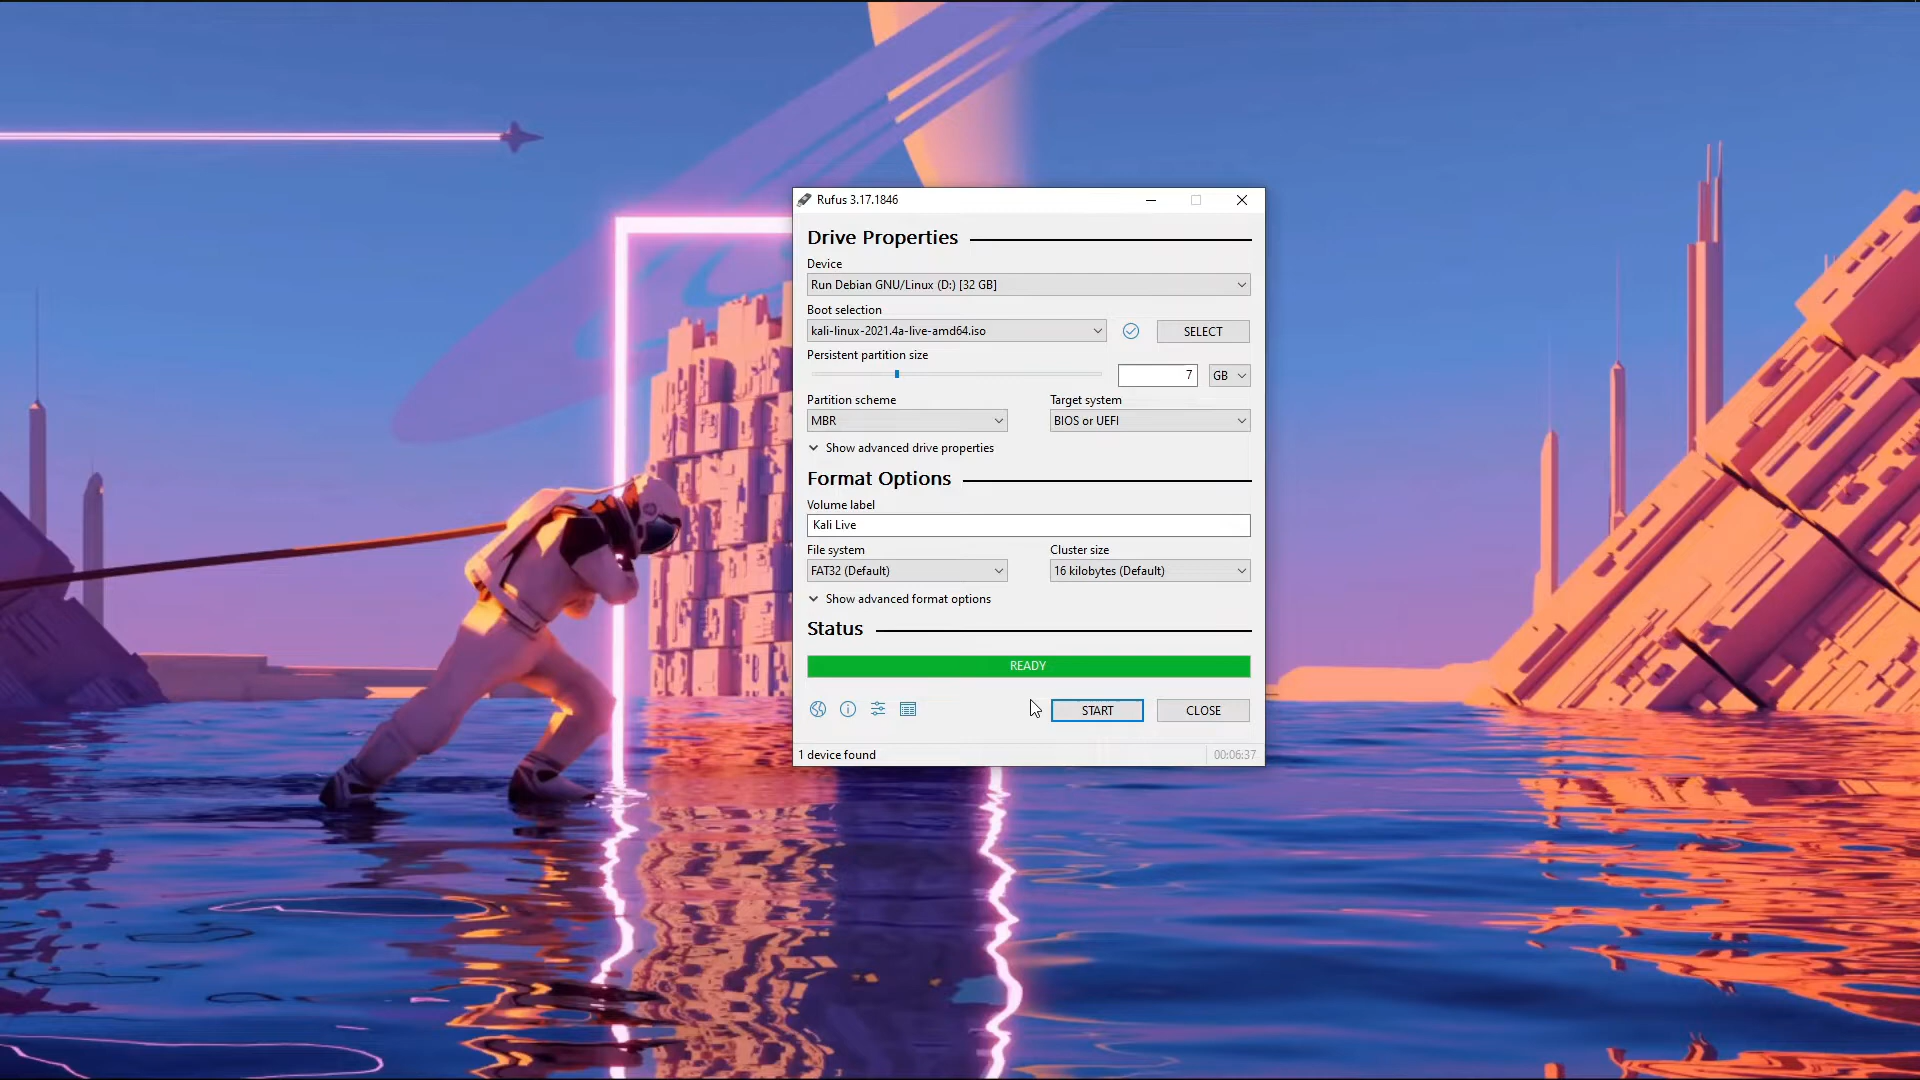 Rufus 3.17.1846
Drive Properties
Device
Run Debian GNU/Linux (D:) [32 GB]
Boot selection
kali-linux-2021.4a-live-amd64.iso
SELECT
Persistent partition size
7
GB
Partition scheme
Target system
MBR
BIOS or UEFI
Show advanced drive properties
Format Options
Volume label
Kali Live
File system
Cluster size
FAT32 (Default)
16 kilobytes (Default)
Show advanced format options
Status
READY
START
CLOSE
1 device found
00:06:37